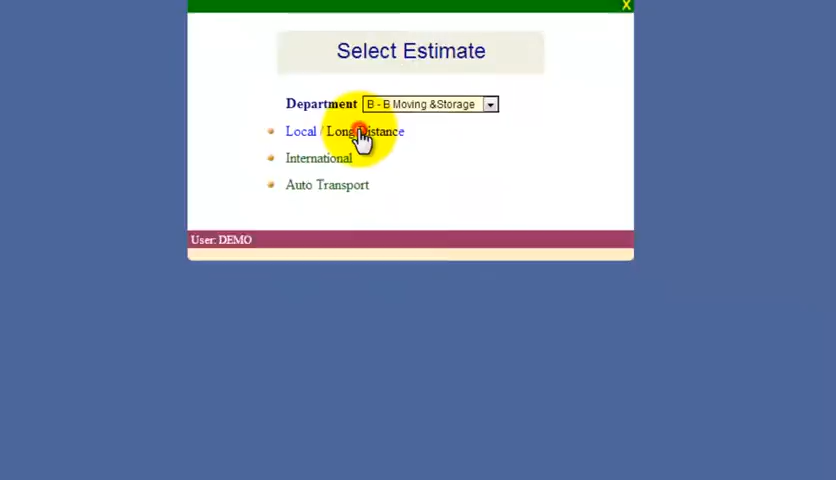 X
Select Estimate
Department B - B Moving &Storage
Local / Long Distance
International
Auto Transport
User: DEMO